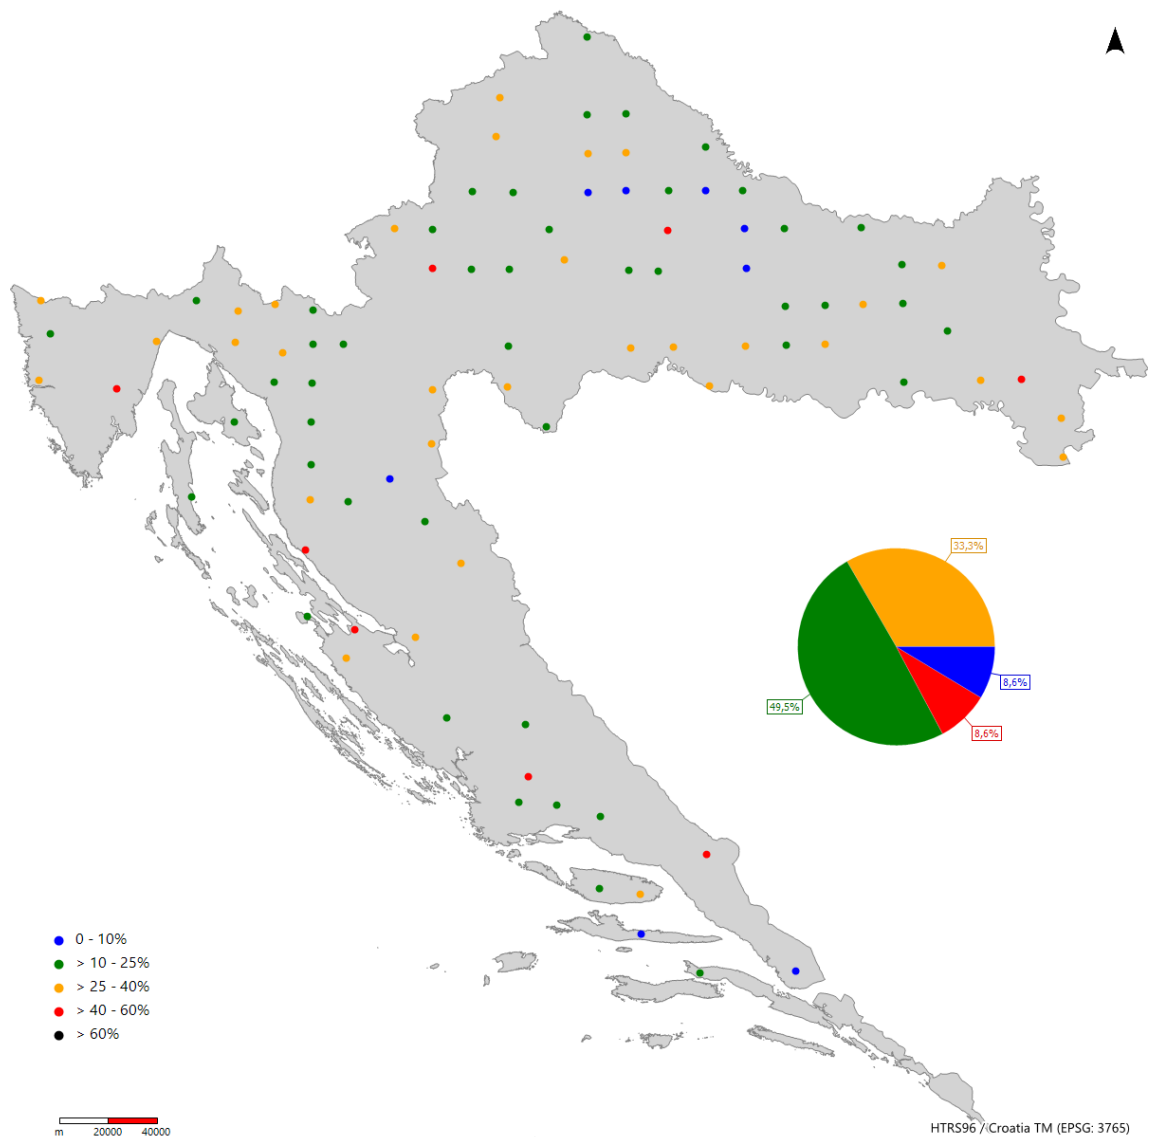 33,3%
8,6%
49,5%
8,6%
0 - 10%
> 10 - 25%
> 25 - 40%
> 40 - 60%
> 60%
m 20000 40000
HTRS96 / Croatia TM (EPSG: 3765)